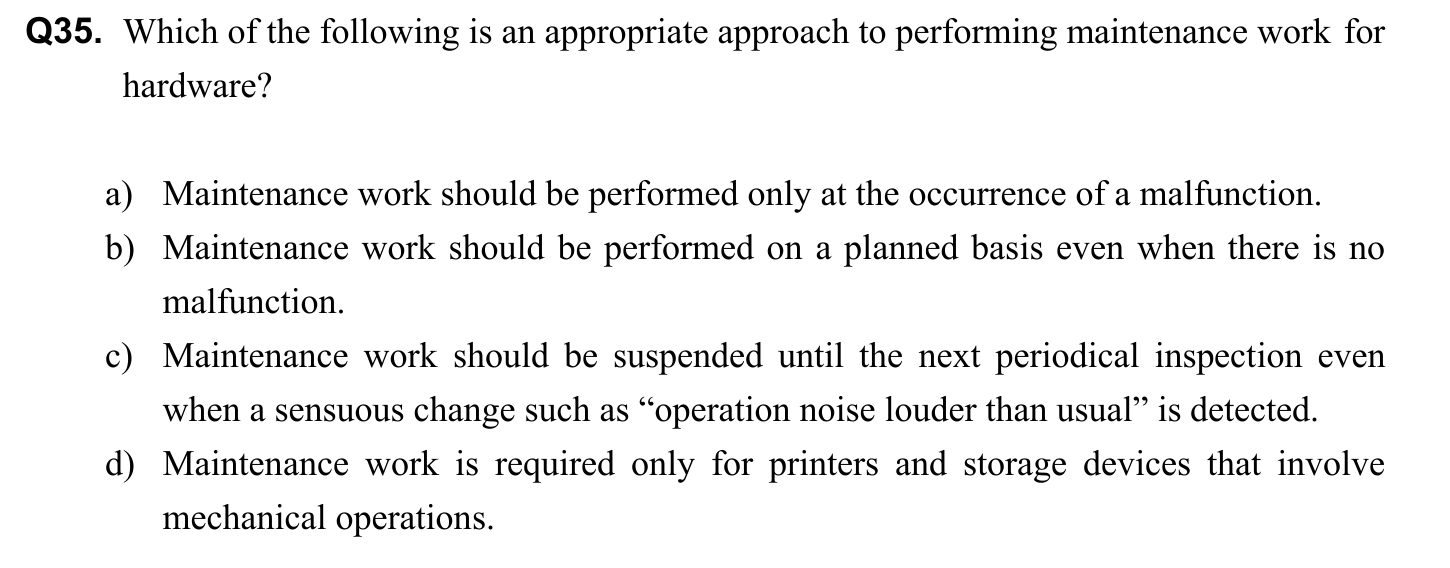 Q35. Which of the following is an appropriate approach to performing maintenance work for
hardware?
a) Maintenance work should be performed only at the occurrence of a malfunction.
b) Maintenance work should be performed on a planned basis even when there is no
malfunction.
c) Maintenance work should be suspended until the next periodical inspection even
when a sensuous change such as “operation noise louder than usual” is detected.
d) Maintenance work is required only for printers and storage devices that involve
mechanical operations.